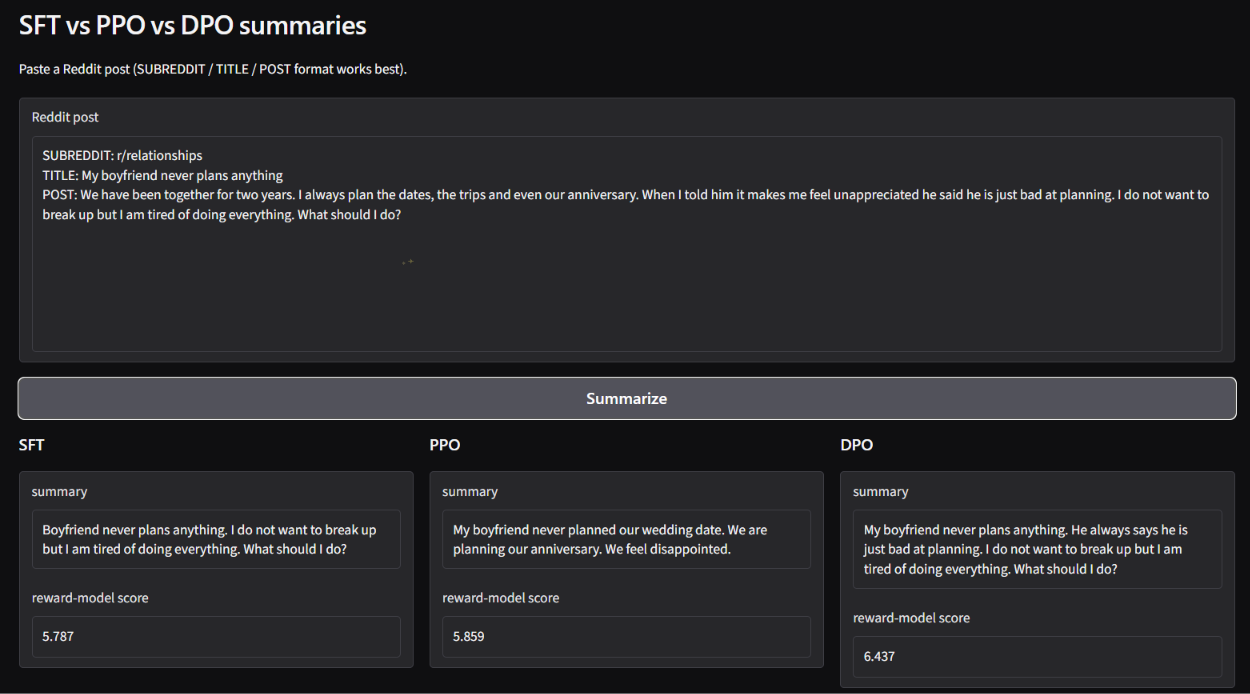 SFT vs PPO vs DPO summaries
Paste a Reddit post (SUBREDDIT / TITLE / POST format works best).
Reddit post
SUBREDDIT: r/relationships
TITLE: My boyfriend never plans anything
POST: We have been together for two years. I always plan the dates, the trips and even our anniversary. When I told him it makes me feel unappreciated he said he is just bad at planning. I do not want to
break up but I am tired of doing everything. What should I do?
Summarize
SFT
summary
Boyfriend never plans anything. I do not want to break up
but I am tired of doing everything. What should I do?
reward-model score
5.787
PPO
summary
My boyfriend never planned our wedding date. We are
planning our anniversary. We feel disappointed.
reward-model score
5.859
DPO
summary
My boyfriend never plans anything. He always says he is
just bad at planning. I do not want to break up but I am
tired of doing everything. What should I do?
reward-model score
6.437